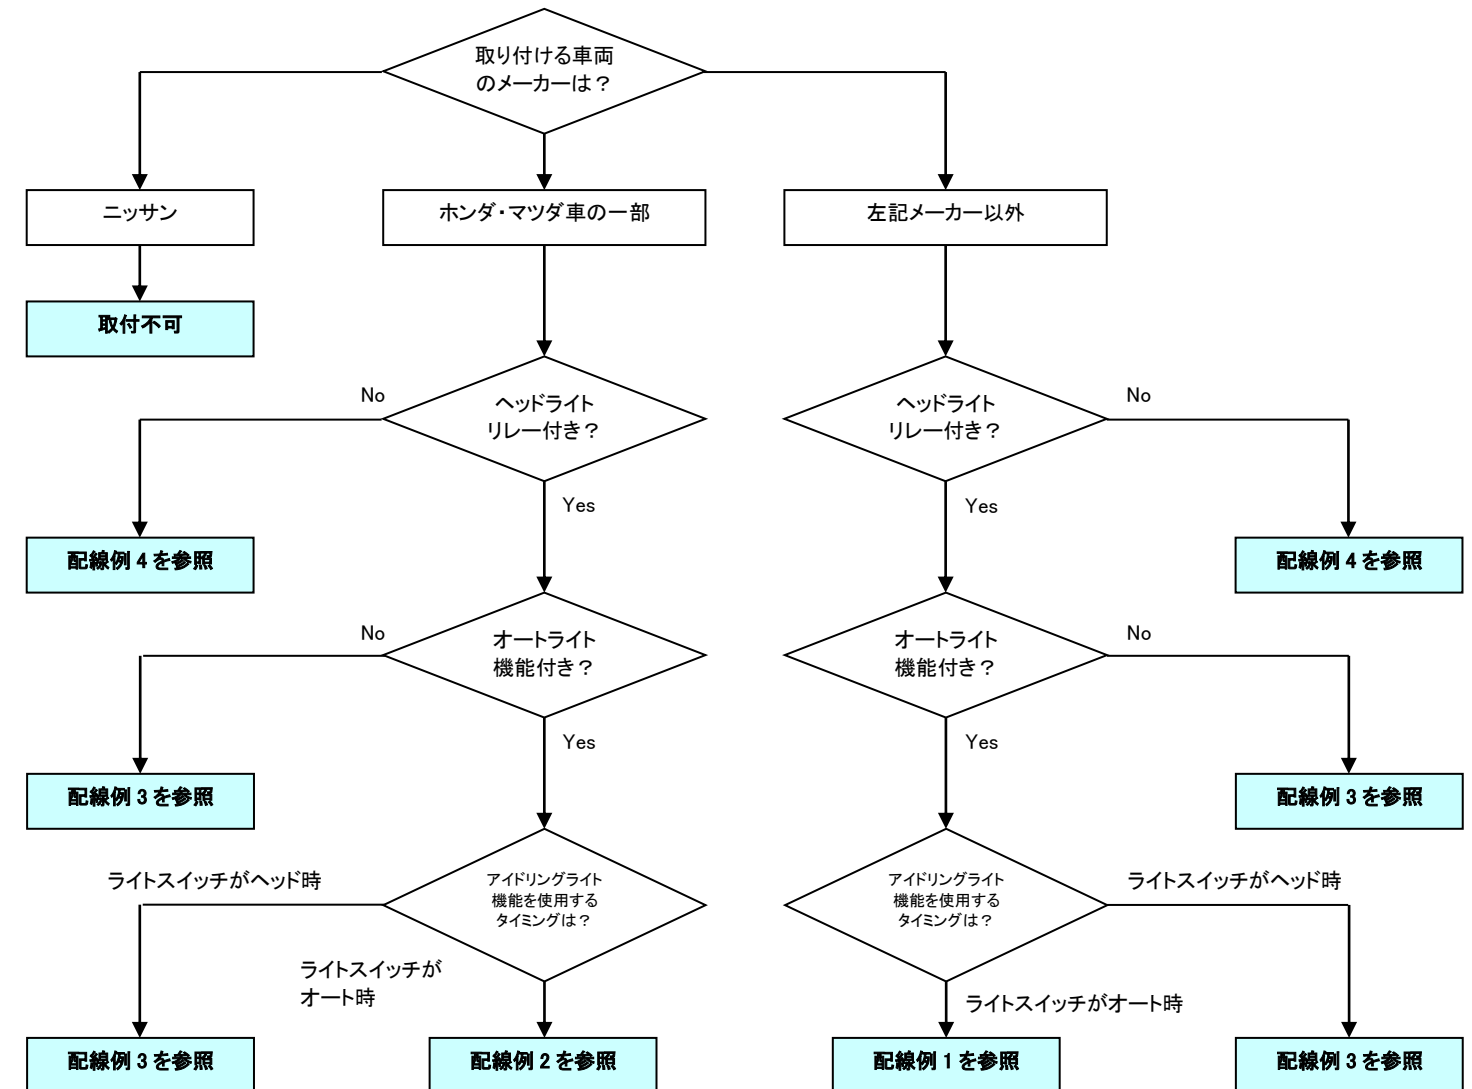 取り付ける車両
のメーカーは？
ニッサン
ホンダ・マツダ車の一部
左記メーカー以外
取付不可
No
ヘッドライト
リレー付き？
ヘッドライト
リレー付き？
No
Yes
Yes
配線例 4 を参照
配線例 4 を参照
No
オートライト
機能付き？
オートライト
機能付き？
No
Yes
Yes
配線例 3 を参照
配線例 3 を参照
ライトスイッチがヘッド時
アイドリングライト
機能を使用する
タイミングは？
アイドリングライト
機能を使用する
タイミングは？
ライトスイッチがヘッド時
ライトスイッチが
オート時
ライトスイッチがオート時
配線例 3 を参照
配線例 2 を参照
配線例 1 を参照
配線例 3 を参照